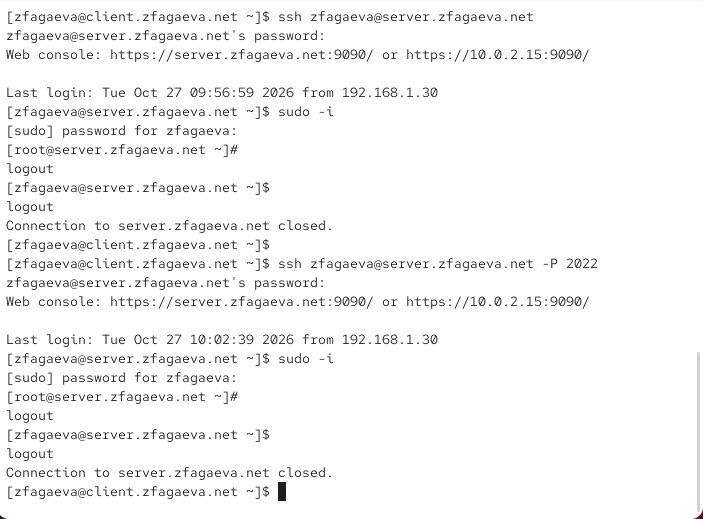 [zfagaeva@client.zfagaeva.net ~]$ ssh zfagaeva@server.zfagaeva.net
zfagaeva@server.zfagaeva.net's password:
Web console: https://server.zfagaeva.net:9090/ or https://10.0.2.15:9090/

Last login: Tue Oct 27 09:56:59 2026 from 192.168.1.30
[zfagaeva@server.zfagaeva.net ~]$ sudo -i
[sudo] password for zfagaeva:
[root@server.zfagaeva.net ~]#
logout
[zfagaeva@server.zfagaeva.net ~]$
logout
Connection to server.zfagaeva.net closed.
[zfagaeva@client.zfagaeva.net ~]$
[zfagaeva@client.zfagaeva.net ~]$ ssh zfagaeva@server.zfagaeva.net -P 2022
zfagaeva@server.zfagaeva.net's password:
Web console: https://server.zfagaeva.net:9090/ or https://10.0.2.15:9090/

Last login: Tue Oct 27 10:02:39 2026 from 192.168.1.30
[zfagaeva@server.zfagaeva.net ~]$ sudo -i
[sudo] password for zfagaeva:
[root@server.zfagaeva.net ~]#
logout
[zfagaeva@server.zfagaeva.net ~]$
logout
Connection to server.zfagaeva.net closed.
[zfagaeva@client.zfagaeva.net ~]$